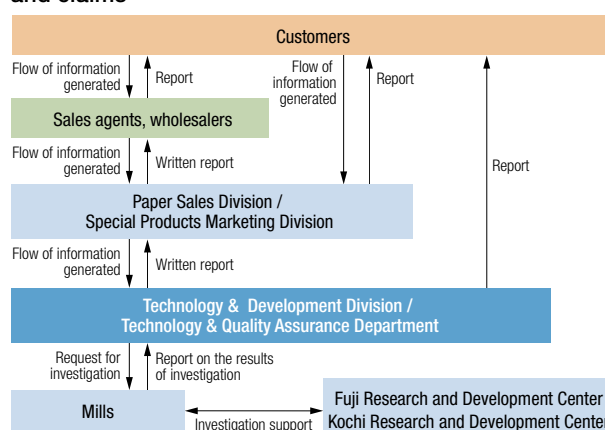 and claims
Customers
Flow of information
generated
Report
Flow of
information
generated
Report
Sales agents, wholesalers
Flow of information
generated
Written report
Report
Paper Sales Division /
Special Products Marketing Division
Flow of information
generated
Written report
Technology & Development Division /
Technology & Quality Assurance Department
Request for
investigation
Report on the results
of investigation
Mills
Investigation support
Fuji Research and Development Center
Kochi Research and Development Center